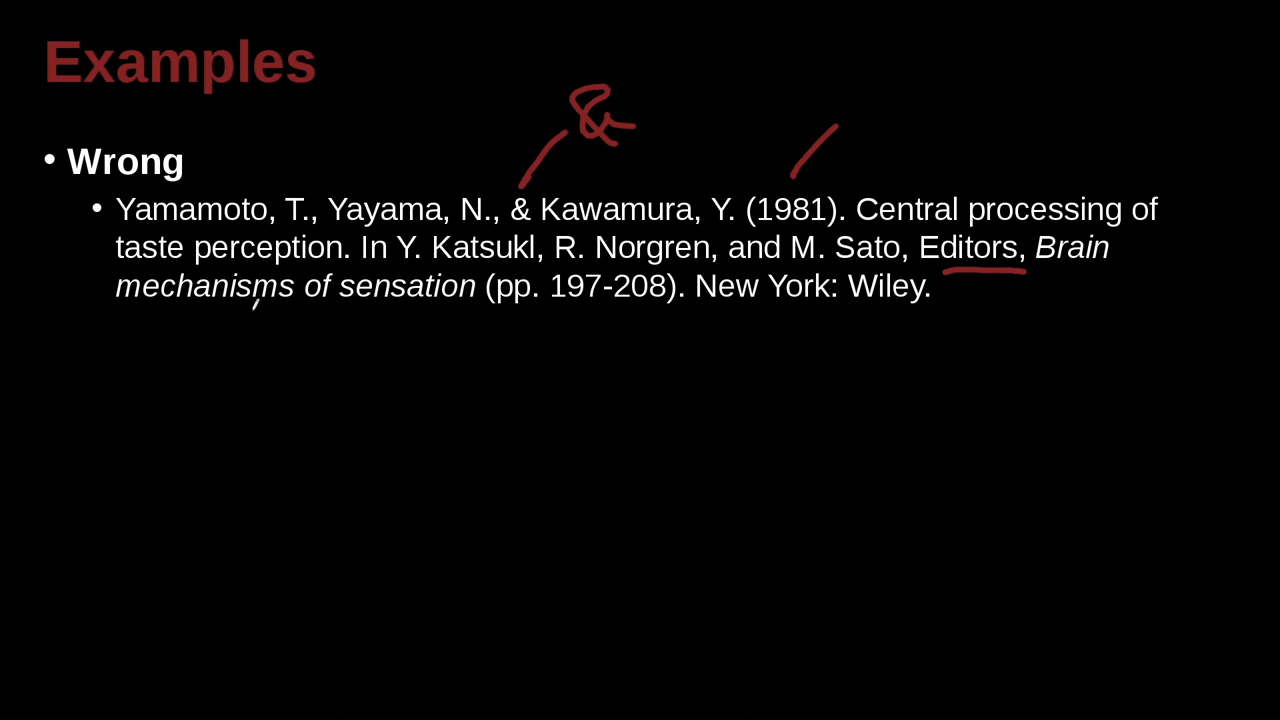 Examples
&
• Wrong
• Yamamoto, T., Yayama, N., & Kawamura, Y. (1981). Central processing of
taste perception. In Y. Katsukl, R. Norgren, and M. Sato, Editors, Brain
mechanisms of sensation (pp. 197-208). New York: Wiley.